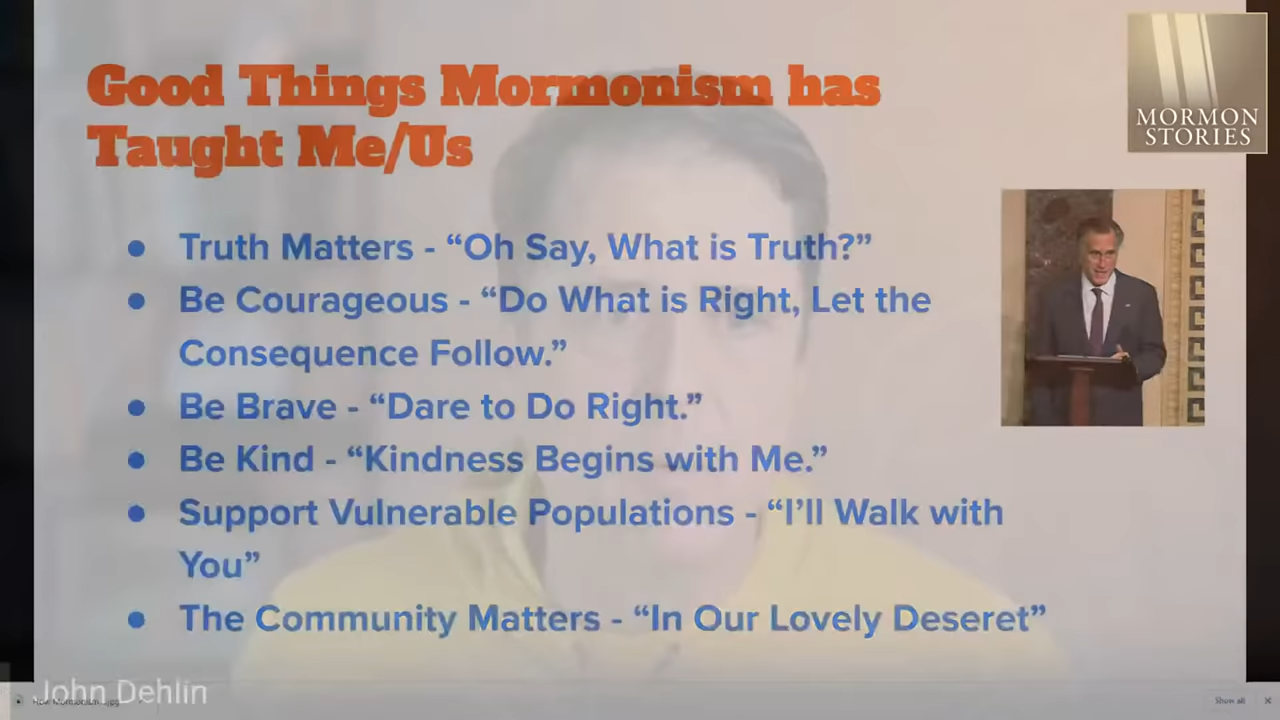 Good Things Mormonism has
Taught Me/Us
MORMON
STORIES
● Truth Matters - “Oh Say, What is Truth?”
● Be Courageous - “Do What is Right, Let the
Consequence Follow.”
● Be Brave - “Dare to Do Right.”
● Be Kind - “Kindness Begins with Me.”
● Support Vulnerable Populations - “I’ll Walk with
You”
● The Community Matters - “In Our Lovely Deseret”
John Dehlin
Show all